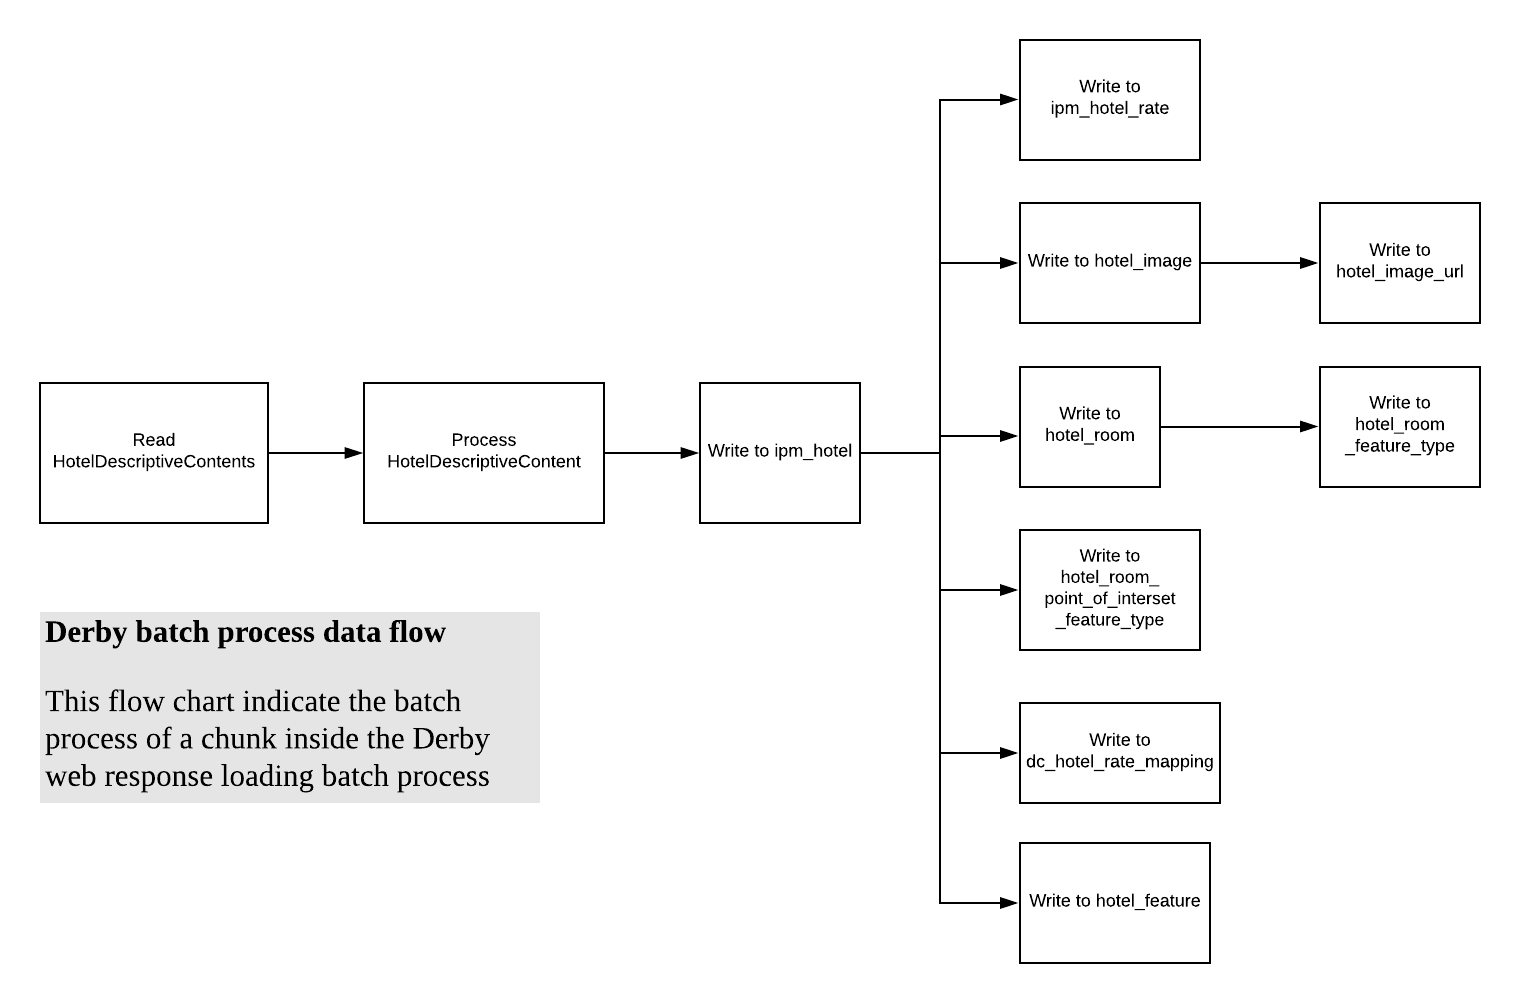 Write to
ipm_hotel_rate
Write to hotel_image
Write to
hotel_image_url
Read
HotelDescriptiveContents
Process
HotelDescriptiveContent
Write to ipm_hotel
Write to
hotel_room
Write to
hotel_room
_feature_type
Write to
hotel_room_
point_of_interset
_feature_type
Derby batch process data flow
This flow chart indicate the batch
process of a chunk inside the Derby
web response loading batch process
Write to
dc_hotel_rate_mapping
Write to hotel_feature